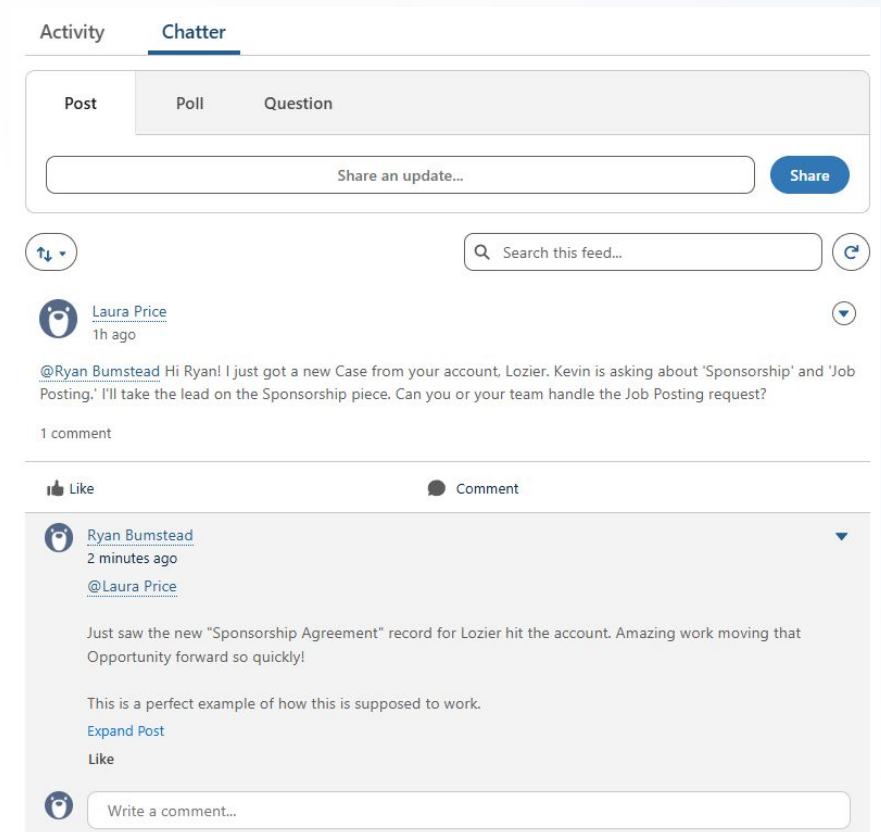 Activity Chatter
Post Poll Question
Share an update... Share
Search this feed...
Laura Price
1h ago
@Ryan Bumstead Hi Ryan! I just got a new Case from your account, Lozier. Kevin is asking about 'Sponsorship' and 'Job
Posting.' I'll take the lead on the Sponsorship piece. Can you or your team handle the Job Posting request?
1 comment
Like Comment
Ryan Bumstead
2 minutes ago
@Laura Price
Just saw the new "Sponsorship Agreement" record for Lozier hit the account. Amazing work moving that
Opportunity forward so quickly!
This is a perfect example of how this is supposed to work.
Expand Post
Like
Write a comment...